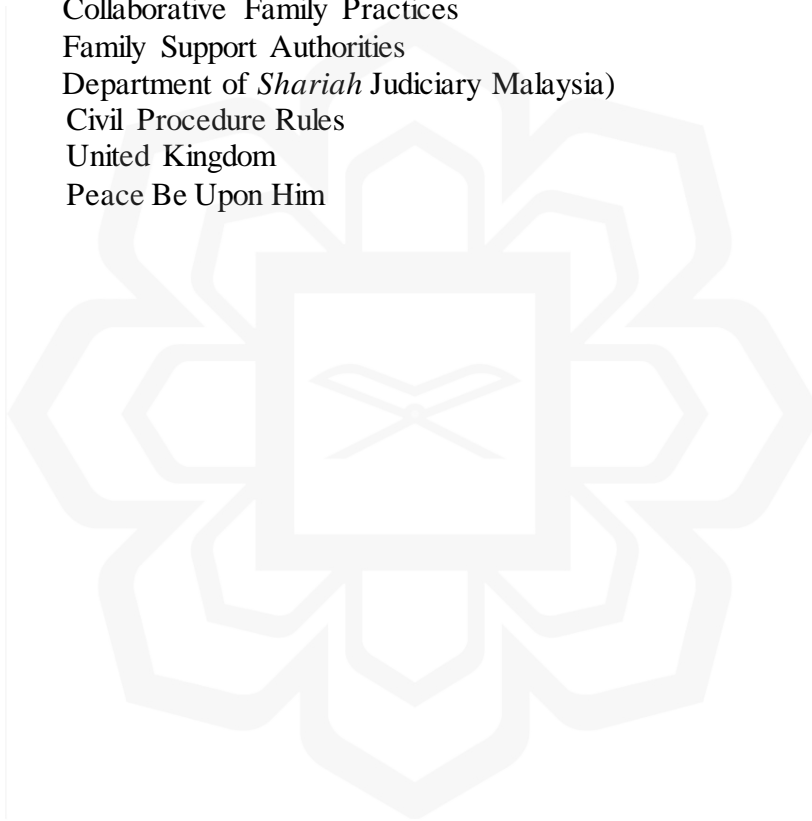 Collaborative Family Practices
Family Support Authorities
Department of Shariah Judiciary Malaysia)
Civil Procedure Rules
United Kingdom
Peace Be Upon Him